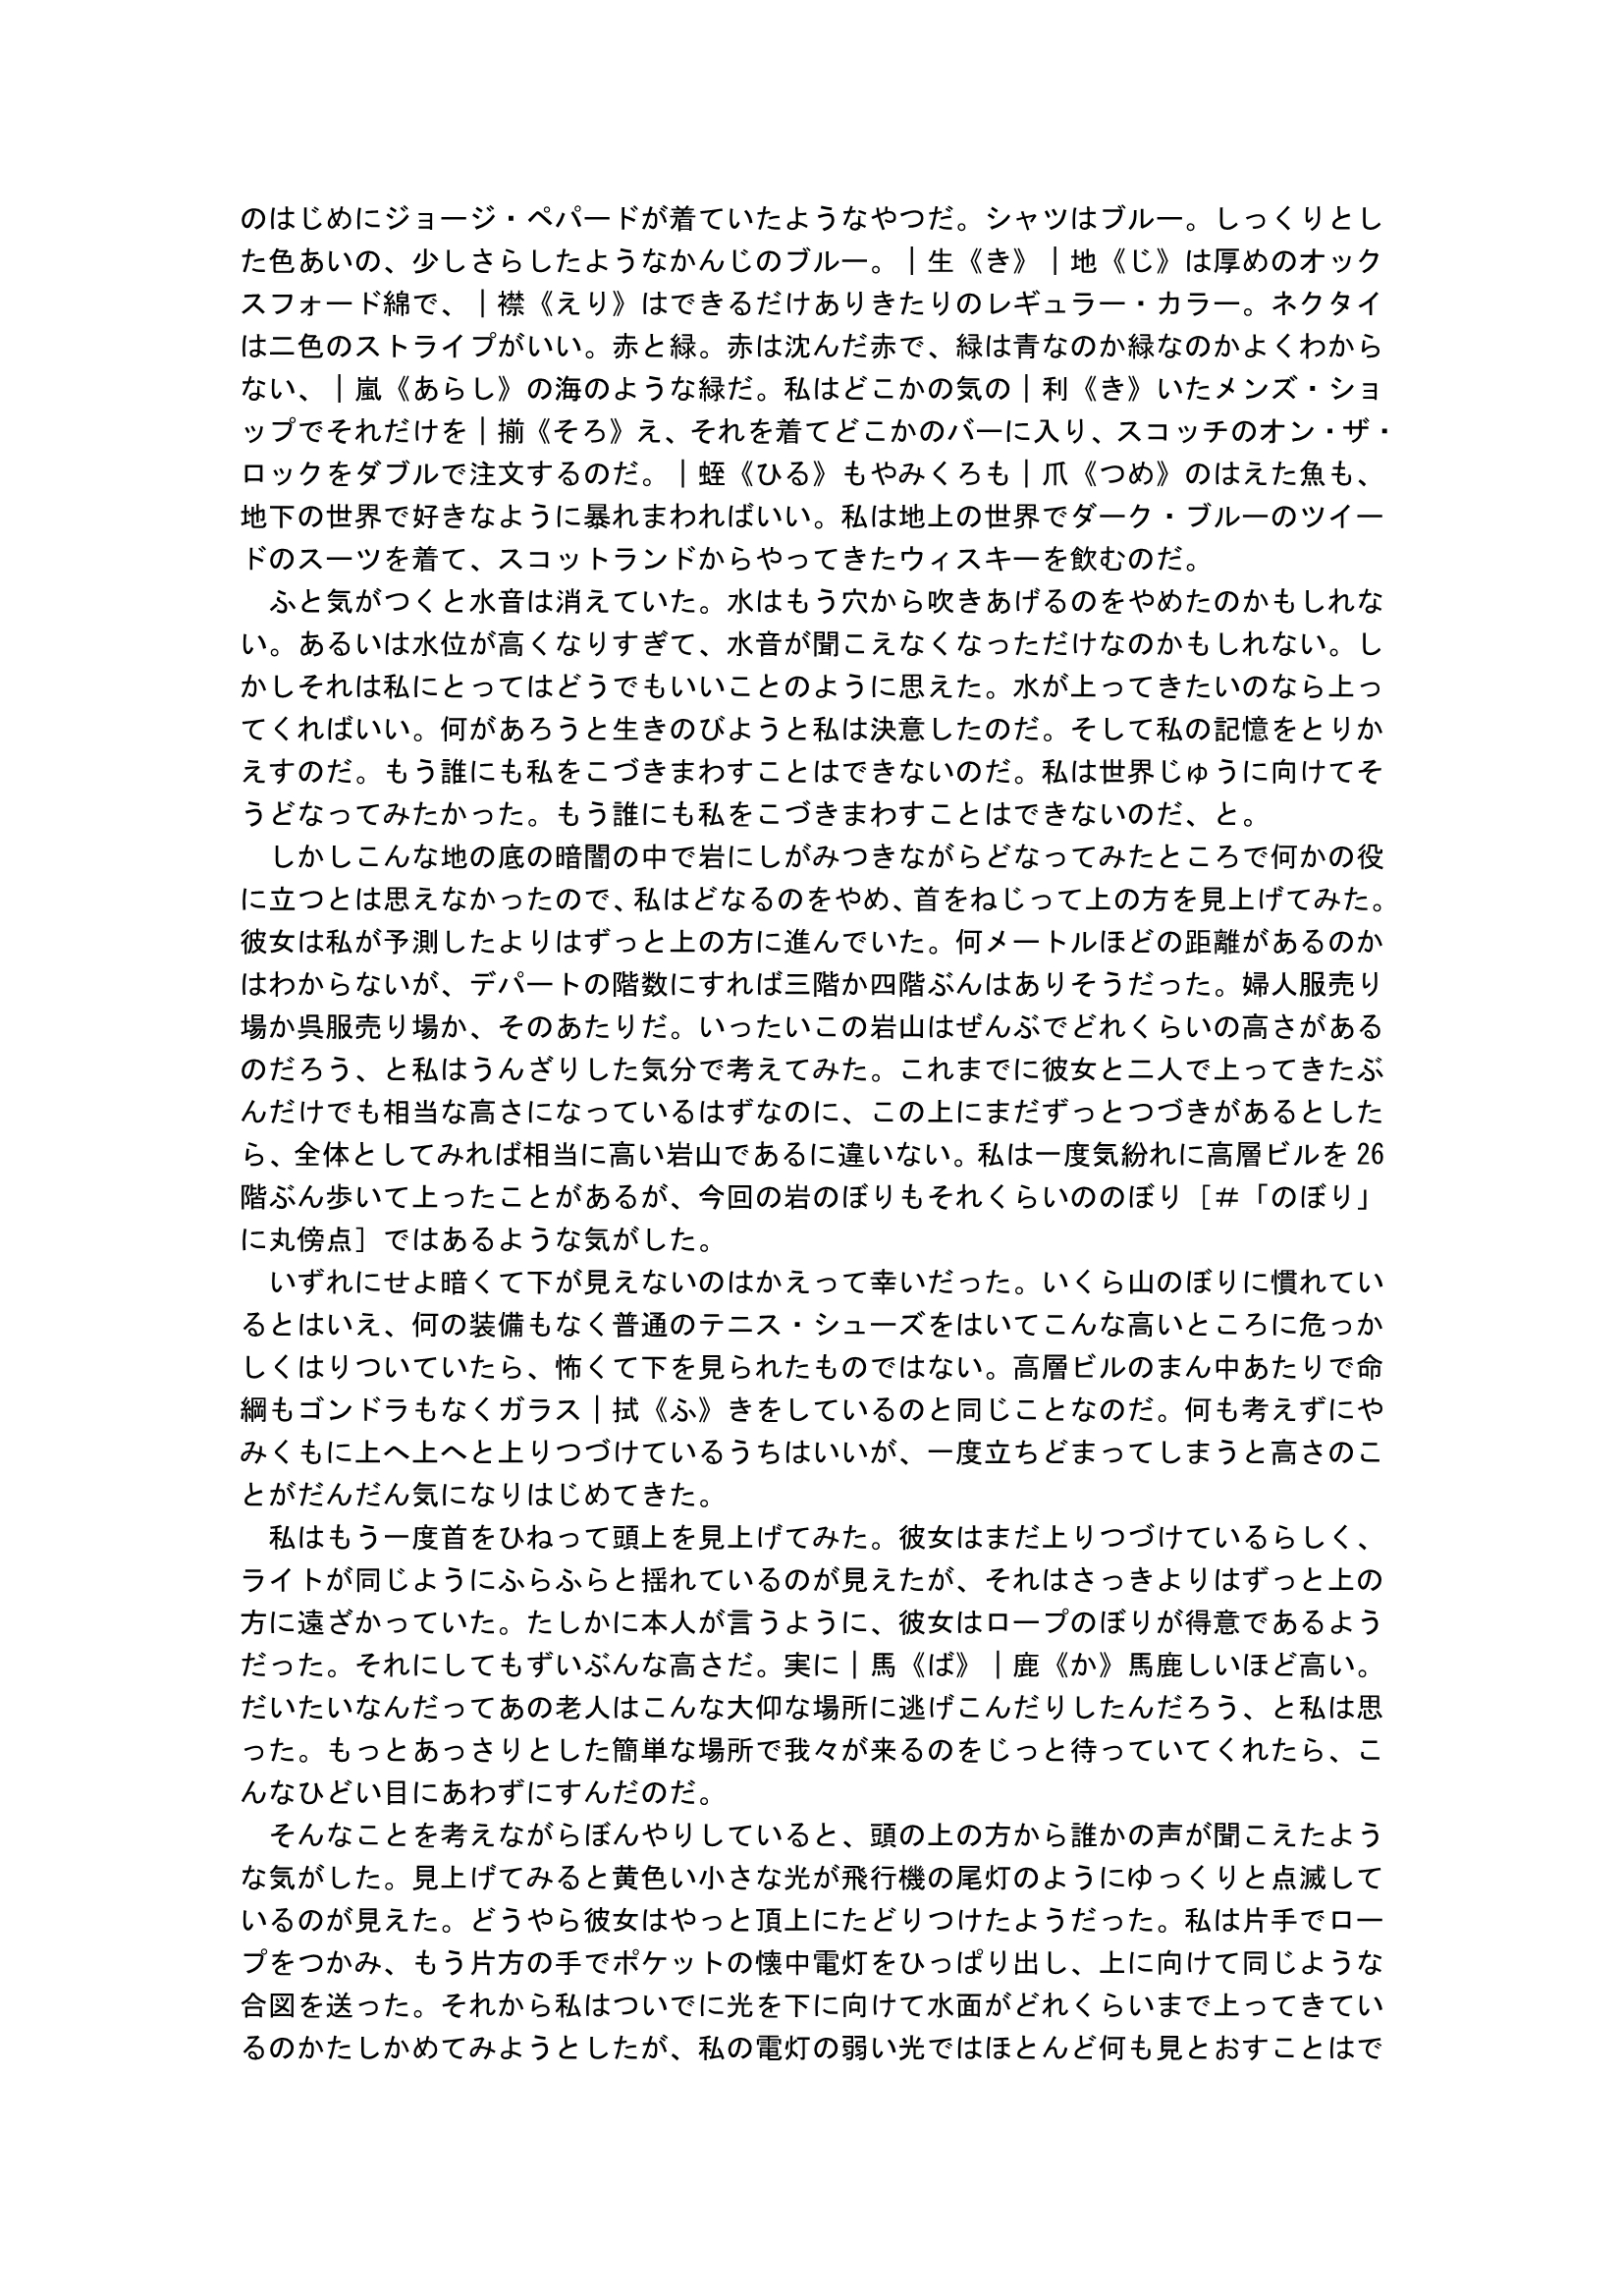 のはじめにジョージ・ペパードが着ていたようなやつだ。シャツはブルー。しっくりとし
た色あいの、少しさらしたようなかんじのブルー。｜生《き》｜地《じ》は厚めのオック
スフォード綿で、｜襟《えり》はできるだけありきたりのレギュラー・カラー。ネクタイ
は二色のストライプがいい。赤と緑。赤は沈んだ赤で、緑は青なのか緑なのかよくわから
ない、｜嵐《あらし》の海のような緑だ。私はどこかの気の｜利《き》いたメンズ・ショ
ップでそれだけを｜揃《そろ》え、それを着てどこかのバーに入り、スコッチのオン・ザ・
ロックをダブルで注文するのだ。｜蛭《ひる》もやみくろも｜爪《つめ》のはえた魚も、
地下の世界で好きなように暴れまわればいい。私は地上の世界でダーク・ブルーのツイー
ドのスーツを着て、スコットランドからやってきたウィスキーを飲むのだ。
　ふと気がつくと水音は消えていた。水はもう穴から吹きあげるのをやめたのかもしれな
い。あるいは水位が高くなりすぎて、水音が聞こえなくなっただけなのかもしれない。し
かしそれは私にとってはどうでもいいことのように思えた。水が上ってきたいのなら上っ
てくればいい。何があろうと生きのびようと私は決意したのだ。そして私の記憶をとりか
えすのだ。もう誰にも私をこづきまわすことはできないのだ。私は世界じゅうに向けてそ
うどなってみたかった。もう誰にも私をこづきまわすことはできないのだ、と。
　しかしこんな地の底の暗闇の中で岩にしがみつきながらどなってみたところで何かの役
に立つとは思えなかったので、私はどなるのをやめ、首をねじって上の方を見上げてみた。
彼女は私が予測したよりはずっと上の方に進んでいた。何メートルほどの距離があるのか
はわからないが、デパートの階数にすれば三階か四階ぶんはありそうだった。婦人服売り
場か呉服売り場か、そのあたりだ。いったいこの岩山はぜんぶでどれくらいの高さがある
のだろう、と私はうんざりした気分で考えてみた。これまでに彼女と二人で上ってきたぶ
んだけでも相当な高さになっているはずなのに、この上にまだずっとつづきがあるとした
ら、全体としてみれば相当に高い岩山であるに違いない。私は一度気紛れに高層ビルを 26
階ぶん歩いて上ったことがあるが、今回の岩のぼりもそれくらいののぼり［＃「のぼり」
に丸傍点］ではあるような気がした。
　いずれにせよ暗くて下が見えないのはかえって幸いだった。いくら山のぼりに慣れてい
るとはいえ、何の装備もなく普通のテニス・シューズをはいてこんな高いところに危っか
しくはりついていたら、怖くて下を見られたものではない。高層ビルのまん中あたりで命
綱もゴンドラもなくガラス｜拭《ふ》きをしているのと同じことなのだ。何も考えずにや
みくもに上へ上へと上りつづけているうちはいいが、一度立ちどまってしまうと高さのこ
とがだんだん気になりはじめてきた。
　私はもう一度首をひねって頭上を見上げてみた。彼女はまだ上りつづけているらしく、
ライトが同じようにふらふらと揺れているのが見えたが、それはさっきよりはずっと上の
方に遠ざかっていた。たしかに本人が言うように、彼女はロープのぼりが得意であるよう
だった。それにしてもずいぶんな高さだ。実に｜馬《ば》｜鹿《か》馬鹿しいほど高い。
だいたいなんだってあの老人はこんな大仰な場所に逃げこんだりしたんだろう、と私は思
った。もっとあっさりとした簡単な場所で我々が来るのをじっと待っていてくれたら、こ
んなひどい目にあわずにすんだのだ。
　そんなことを考えながらぼんやりしていると、頭の上の方から誰かの声が聞こえたよう
な気がした。見上げてみると黄色い小さな光が飛行機の尾灯のようにゆっくりと点滅して
いるのが見えた。どうやら彼女はやっと頂上にたどりつけたようだった。私は片手でロー
プをつかみ、もう片方の手でポケットの懐中電灯をひっぱり出し、上に向けて同じような
合図を送った。それから私はついでに光を下に向けて水面がどれくらいまで上ってきてい
るのかたしかめてみようとしたが、私の電灯の弱い光ではほとんど何も見とおすことはで